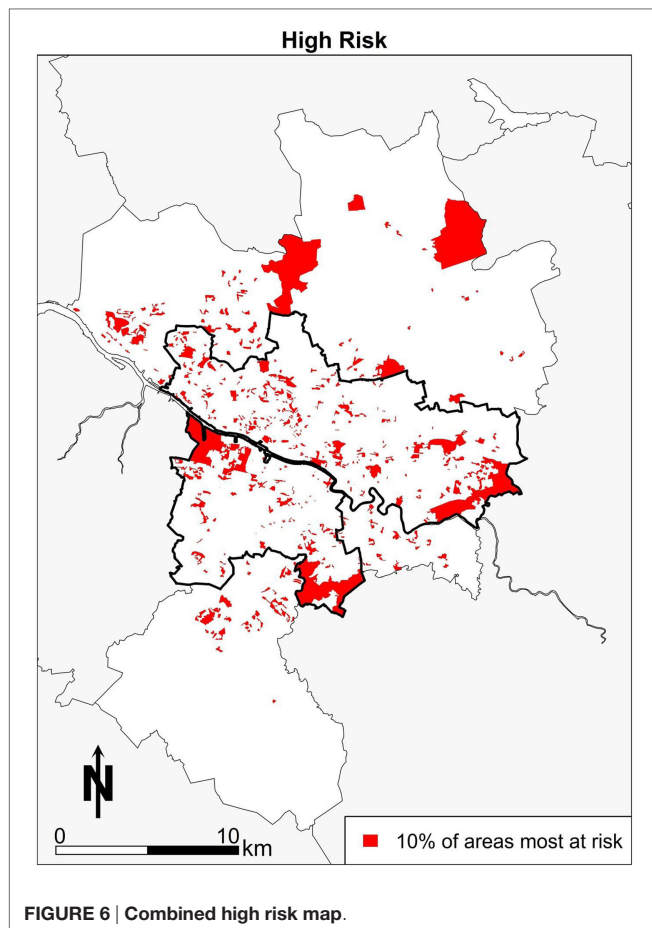 High Risk
N
0 10
km
10% of areas most at risk
FIGURE 6 | Combined high risk map.